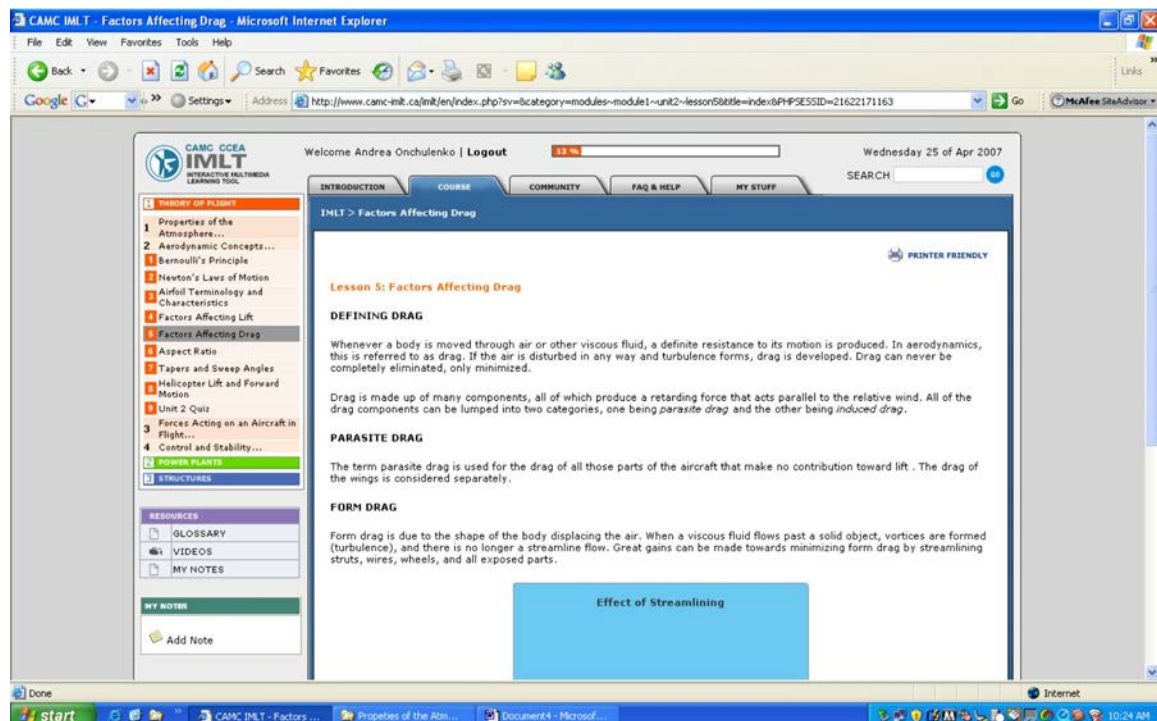 CAMC IMLT - Factors Affecting Drag - Microsoft Internet Explorer
File Edit View Favorites Tools Help
Links
Back Search Favorites
Google Settings Address http://www.camc-imlt.ca/imlt/en/index.php?sv=&category=modules~module1~unit2~lesson5&title=index&PHPSESSID=21622171163 Go McAfee SiteAdvisor
CAMC CCEA
IMLT
INTERACTIVE MULTIMEDIA
LEARNING TOOL
Welcome Andrea Onchulenko | Logout 13 % Wednesday 25 of Apr 2007
SEARCH GO
INTRODUCTION COURSE COMMUNITY FAQ & HELP MY STUFF
IMLT > Factors Affecting Drag
1 THEORY OF FLIGHT
1 Properties of the
Atmosphere...
2 Aerodynamic Concepts...
1 Bernoulli's Principle
2 Newton's Laws of Motion
3 Airfoil Terminology and
Characteristics
4 Factors Affecting Lift
5 Factors Affecting Drag
6 Aspect Ratio
7 Tapers and Sweep Angles
8 Helicopter Lift and Forward
Motion
9 Unit 2 Quiz
3 Forces Acting on an Aircraft in
Flight...
4 Control and Stability...
2 POWER PLANTS
3 STRUCTURES
RESOURCES
GLOSSARY
VIDEOS
MY NOTES
MY NOTES
Add Note
PRINTER FRIENDLY
Lesson 5: Factors Affecting Drag
DEFINING DRAG
Whenever a body is moved through air or other viscous fluid, a definite resistance to its motion is produced. In aerodynamics,
this is referred to as drag. If the air is disturbed in any way and turbulence forms, drag is developed. Drag can never be
completely eliminated, only minimized.
Drag is made up of many components, all of which produce a retarding force that acts parallel to the relative wind. All of the
drag components can be lumped into two categories, one being parasite drag and the other being induced drag.
PARASITE DRAG
The term parasite drag is used for the drag of all those parts of the aircraft that make no contribution toward lift . The drag of
the wings is considered separately.
FORM DRAG
Form drag is due to the shape of the body displacing the air. When a viscous fluid flows past a solid object, vortices are formed
(turbulence), and there is no longer a streamline flow. Great gains can be made towards minimizing form drag by streamlining
struts, wires, wheels, and all exposed parts.
Effect of Streamlining
Done Internet
start CAMC IMLT - Factors ... Propeties of the Atm... Document4 - Microsof... 10:24 AM